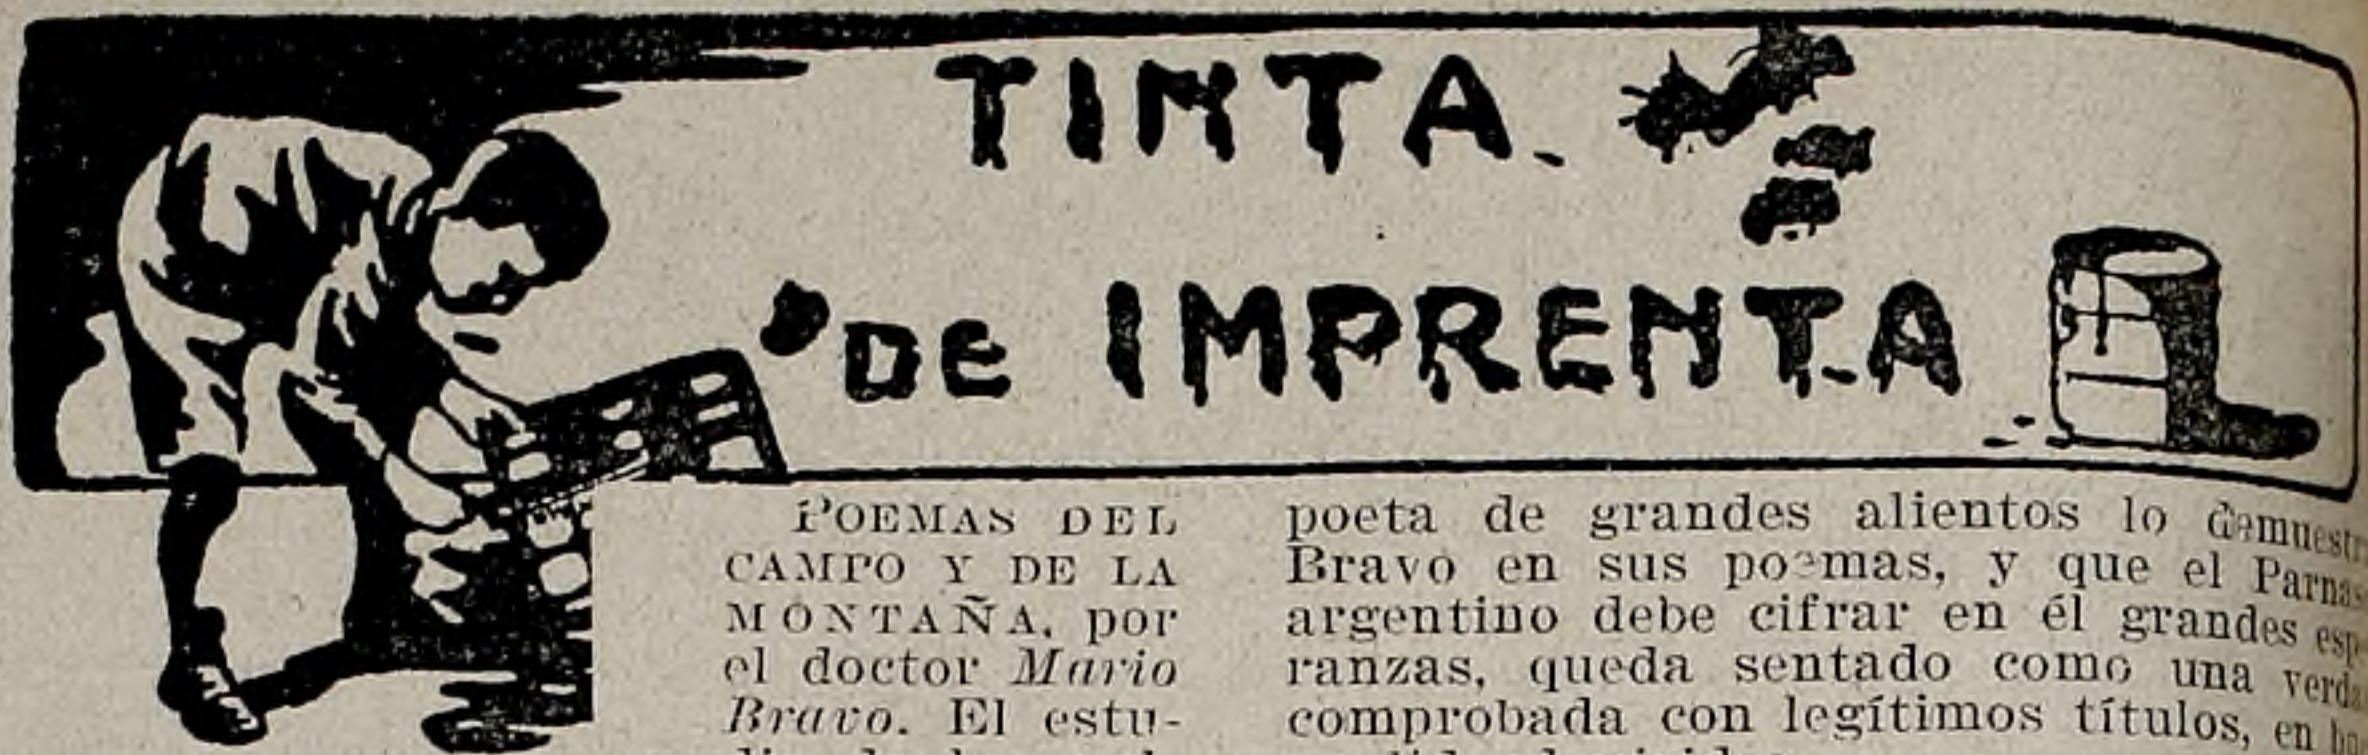 TINTA
DE IMPRENTA
POEMAS DEL
CAMPO Y DE LA
MONTAÑA, por
el doctor Mario
Bravo. El estu-
poeta de grandes alientos lo
Bravo en sus poemas, y que el
argentino debe cifrar en él grandes
ranzas, queda sentado como una
comprobada con legítimos títulos, en